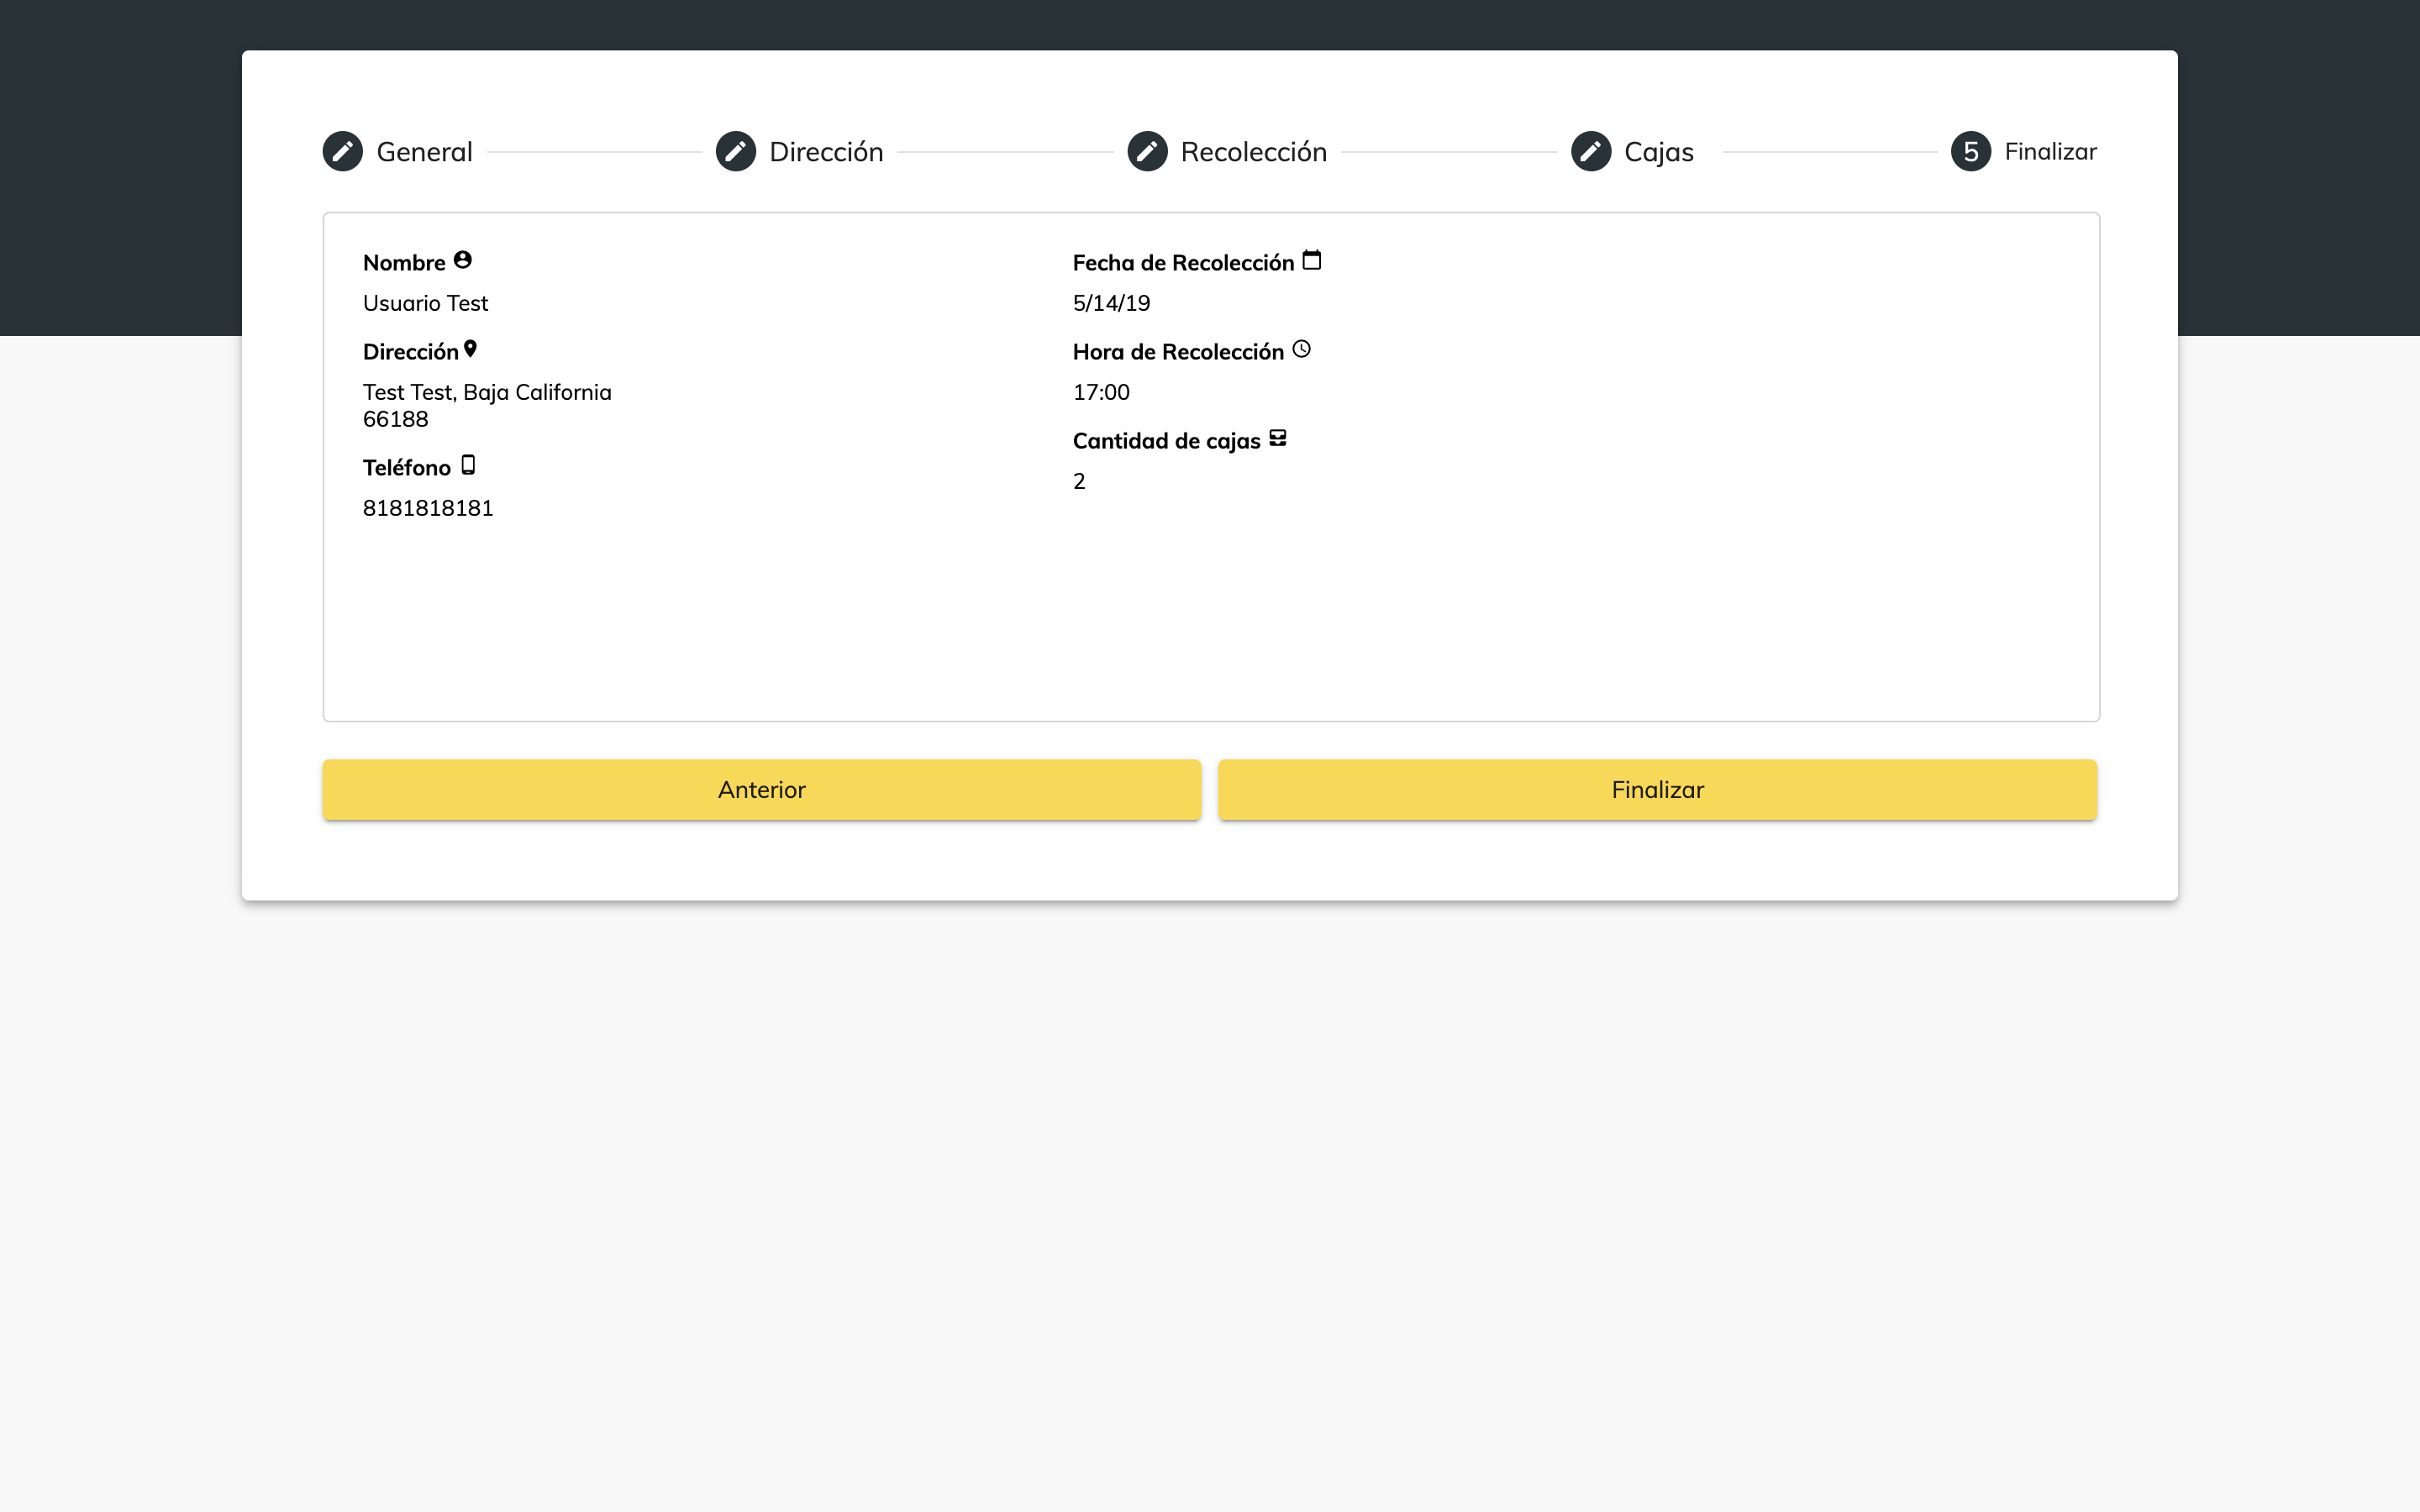 General
Dirección
Recolección
Cajas
5 Finalizar
Nombre
Usuario Test
Dirección
Test Test, Baja California
66188
Teléfono
8181818181
Fecha de Recolección
5/14/19
Hora de Recolección
17:00
Cantidad de cajas
2
Anterior
Finalizar